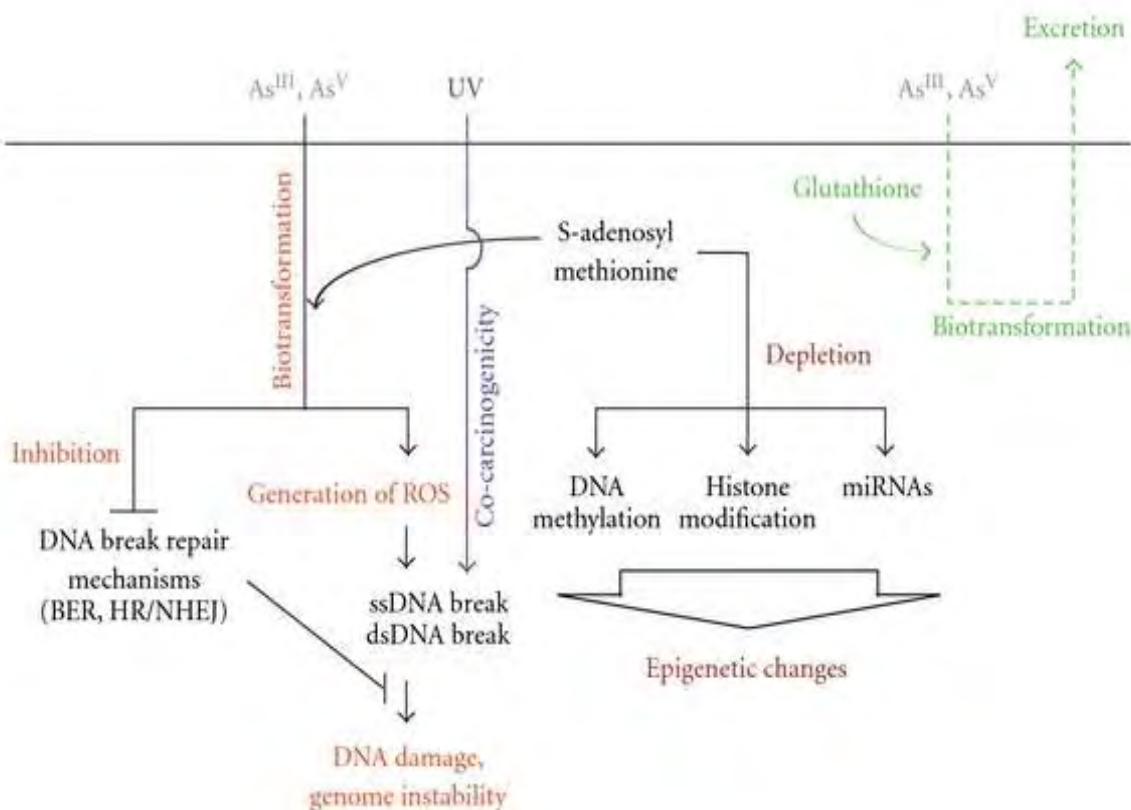 Excretion
As^III, As^V
UV
As^III, As^V
Biotransformation
Glutathione
S-adenosyl
methionine
Biotransformation
Depletion
Co-carcinogenicity
Inhibition
Generation of ROS
DNA
methylation
Histone
modification
miRNAs
DNA break repair
mechanisms
(BER, HR/NHEJ)
ssDNA break
dsDNA break
Epigenetic changes
DNA damage,
genome instability